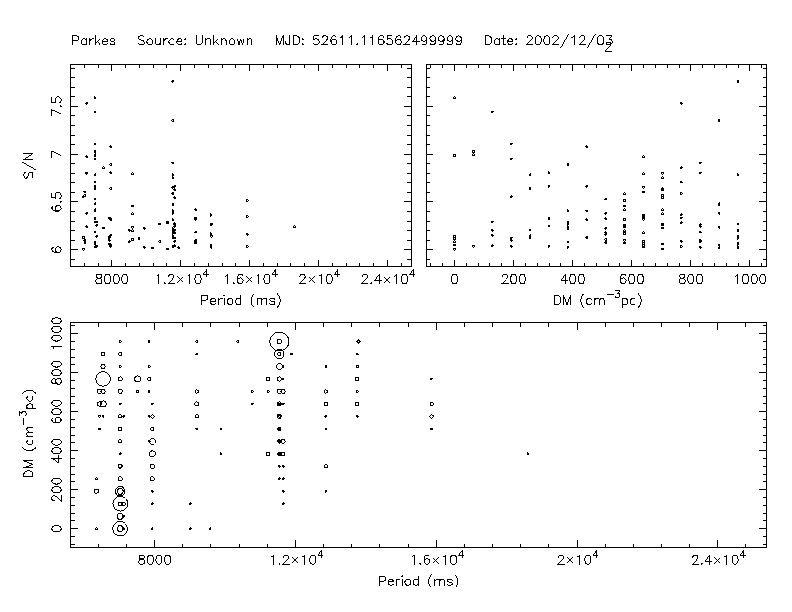 Parkes Source: Unknown MJD: 52611.116562499999 Date: 2002/12/03
2
S/N
7.5
7
6.5
6
8000 1.2×10⁴ 1.6×10⁴ 2×10⁴ 2.4×10⁴
Period (ms)
0 200 400 600 800 1000
DM (cm⁻³pc)
DM (cm⁻³pc)
1000
800
600
400
200
0
8000 1.2×10⁴ 1.6×10⁴ 2×10⁴ 2.4×10⁴
Period (ms)